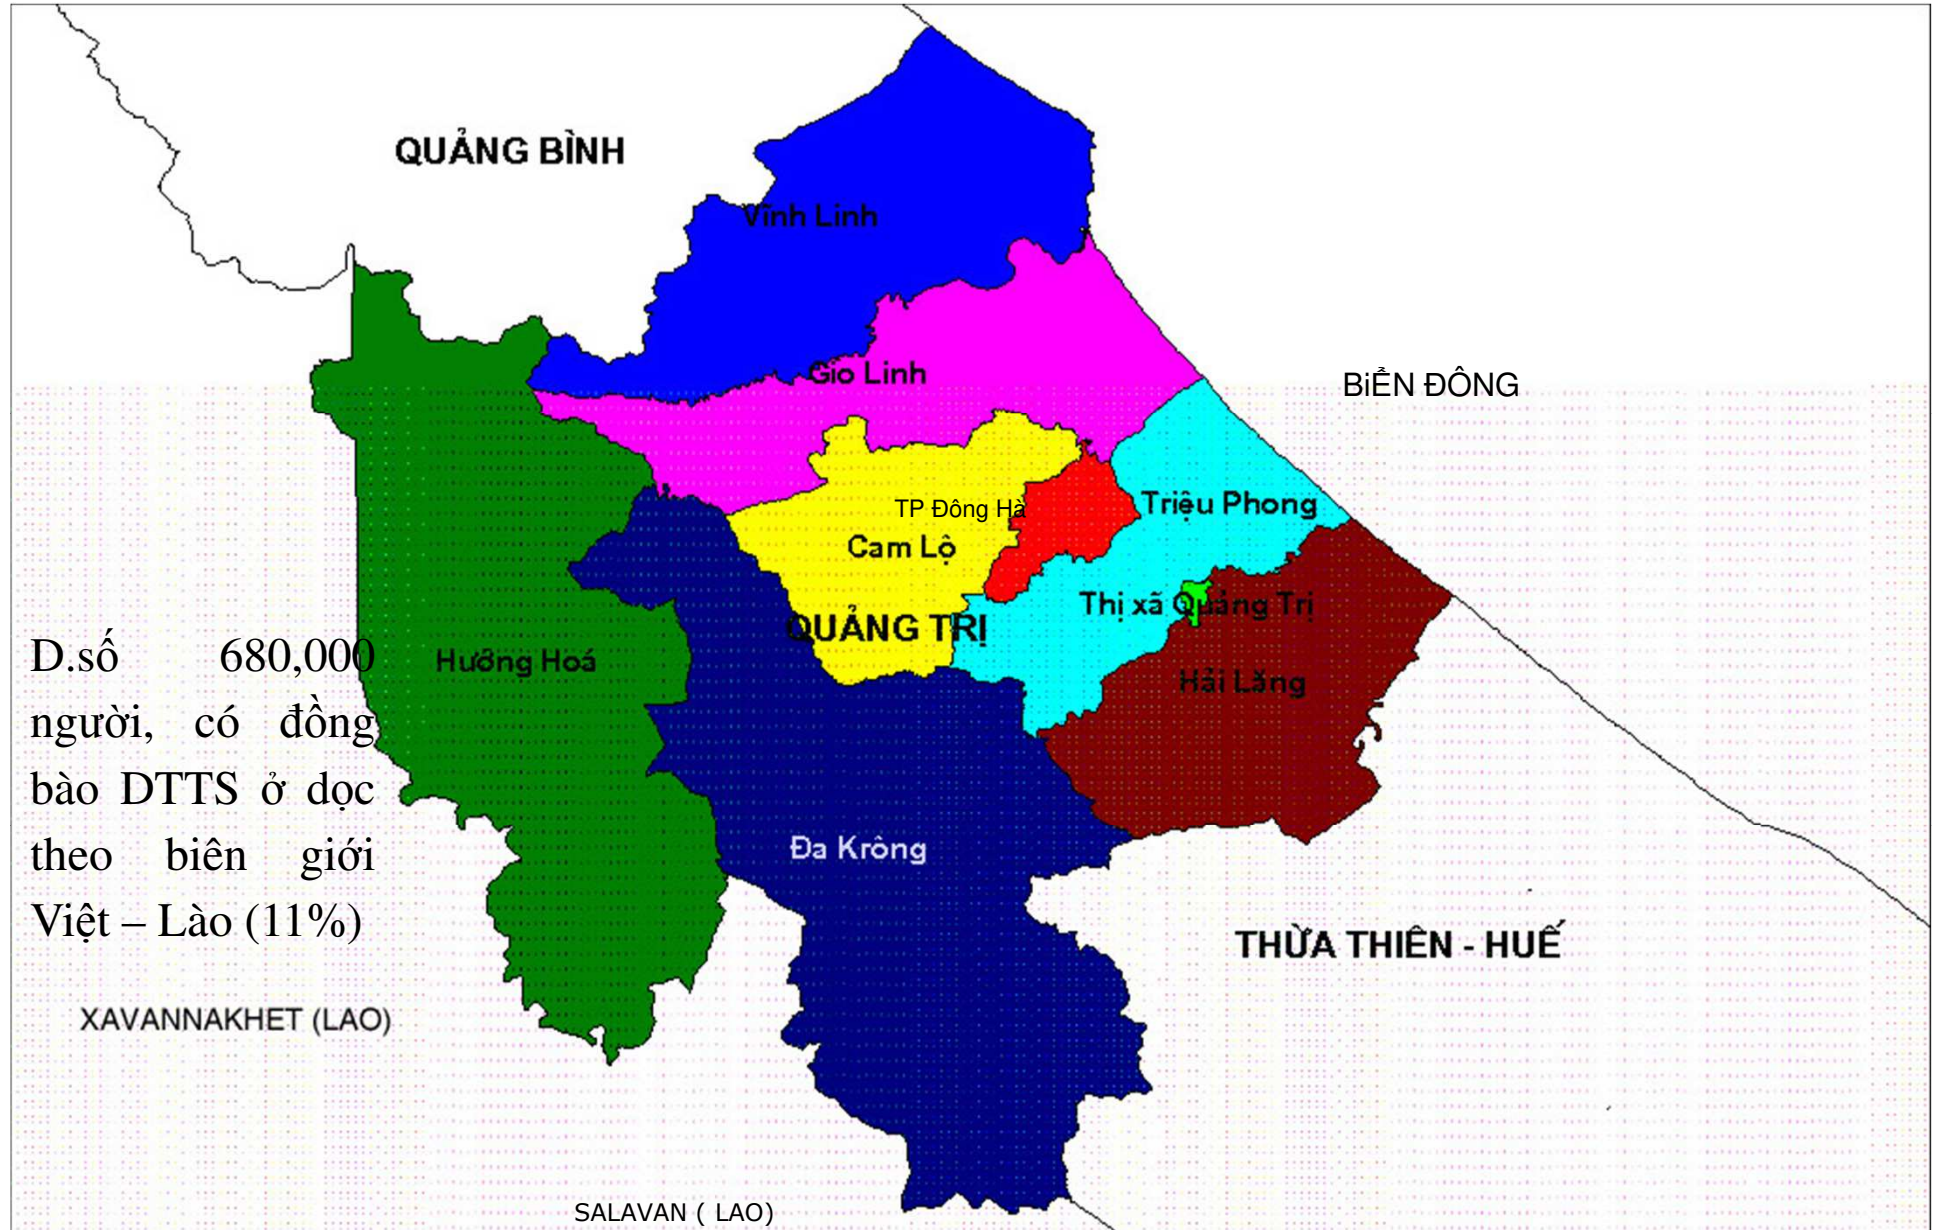 QUẢNG BÌNH
Vĩnh Linh
Gio Linh
BiỂN ĐÔNG
TP Đông Hà
Triệu Phong
Cam Lộ
Thị xã Quảng Trị
QUẢNG TRỊ
Hướng Hoá
Hải Lăng
D.số 680,000
người, có đồng
bào DTTS ở dọc
theo biên giới
Việt – Lào (11%)
Đa Krông
THỪA THIÊN - HUẾ
XAVANNAKHET (LAO)
SALAVAN ( LAO)